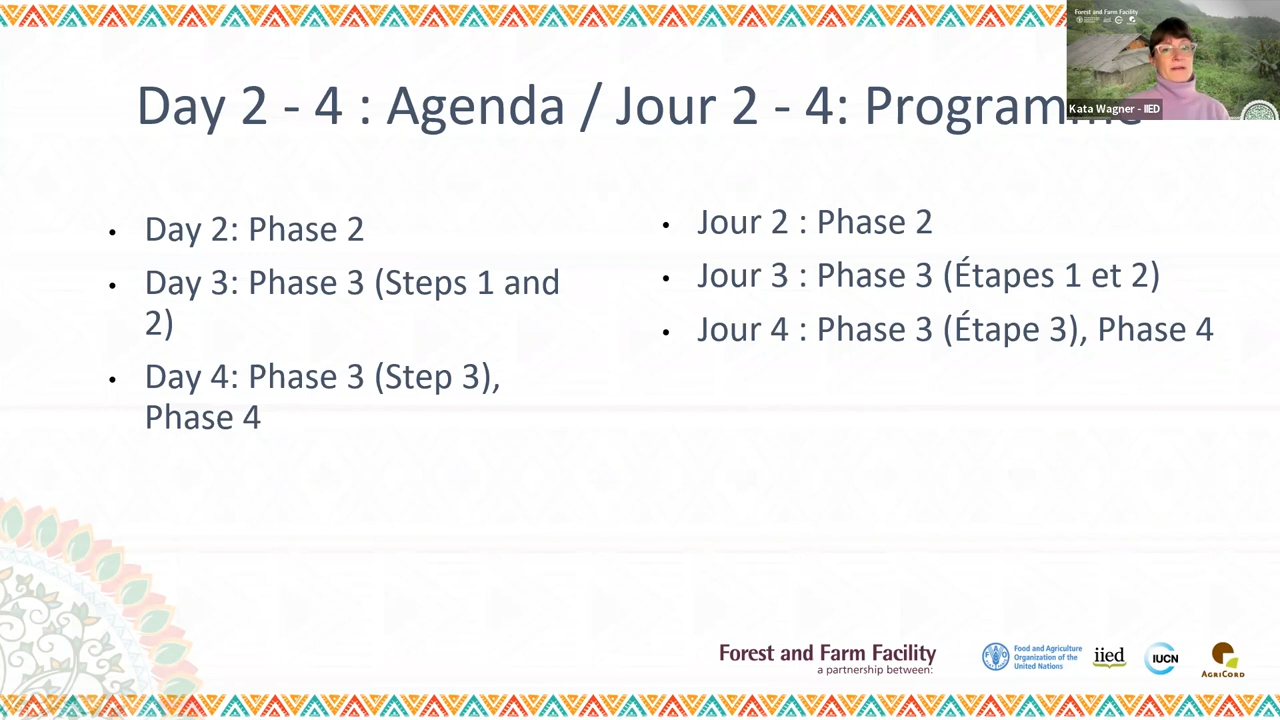 Day 2 - 4 : Agenda / Jour 2 - 4: Programme
Forest and Farm Facility
Kata Wagner - IIED
Day 2: Phase 2
Day 3: Phase 3 (Steps 1 and
2)
Day 4: Phase 3 (Step 3),
Phase 4
Jour 2 : Phase 2
Jour 3 : Phase 3 (Étapes 1 et 2)
Jour 4 : Phase 3 (Étape 3), Phase 4
Forest and Farm Facility
a partnership between:
Food and Agriculture
Organization of the
United Nations
iied
IUCN
AGRICORD